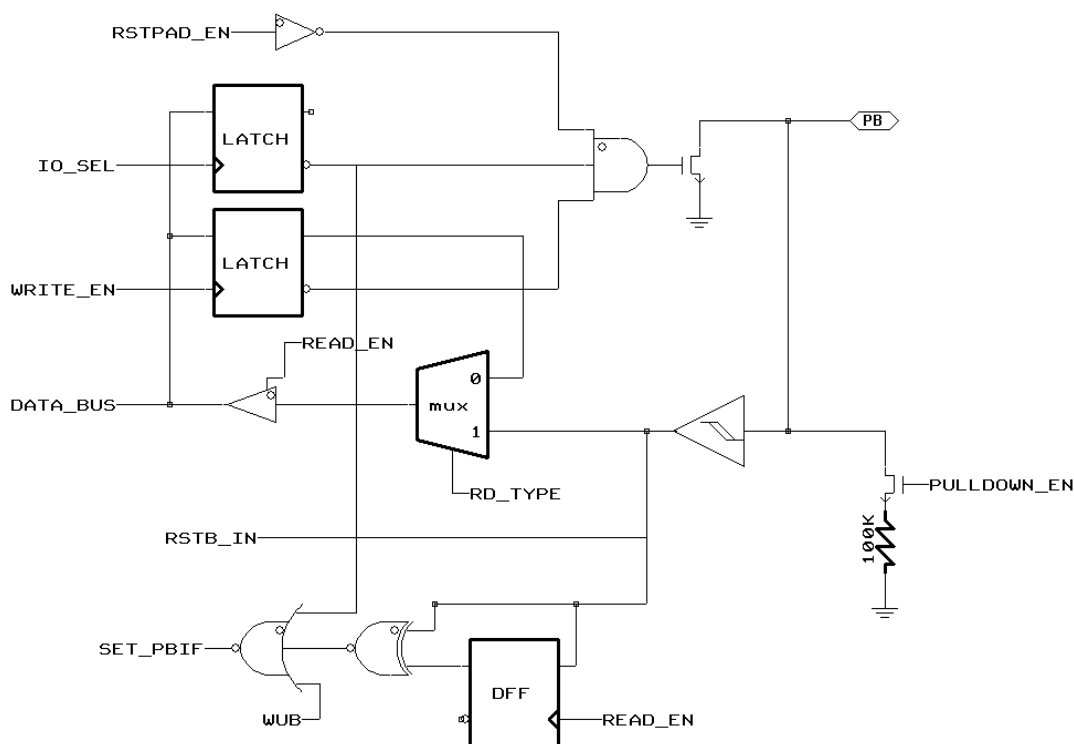 RSTPAD_EN
LATCH
PB
IO_SEL
LATCH
WRITE_EN
READ_EN
0
DATA_BUS
mux
1
RD_TYPE
PULLDOWN_EN
100K
RSTB_IN
SET_PBIF
DFF
WUB
READ_EN